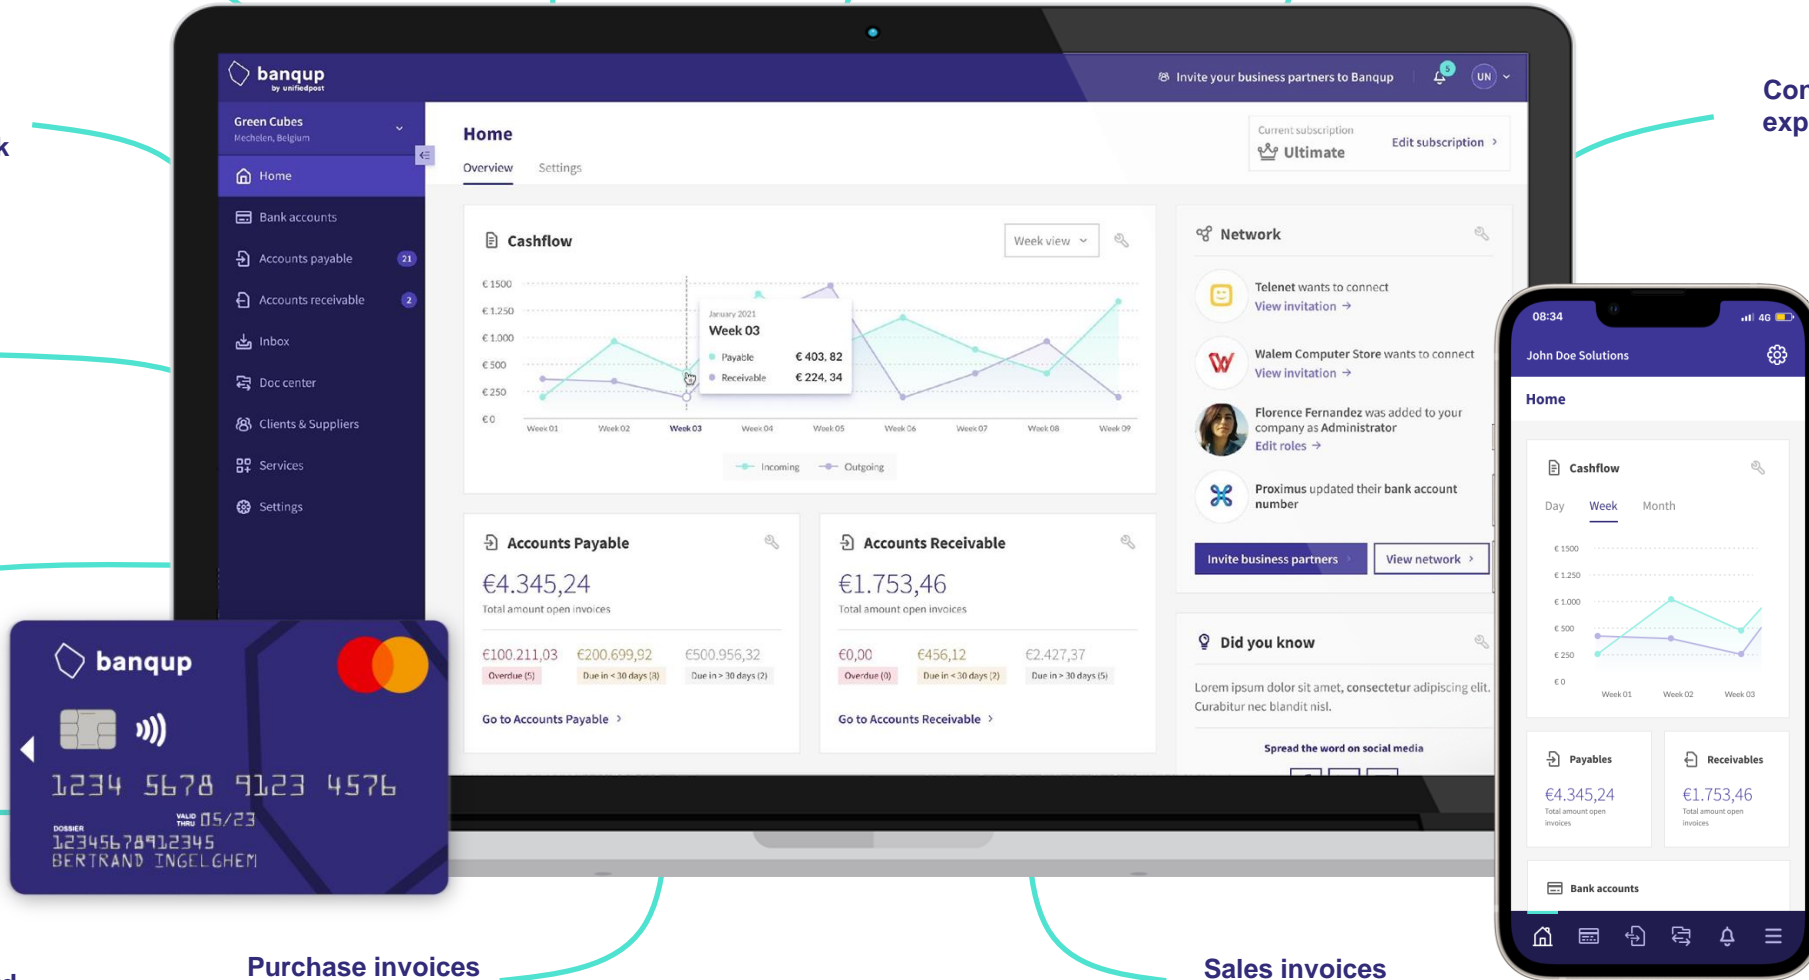 banqup
by unifiedpost
Invite your business partners to Banqup
5
UN
Green Cubes
Mechelen, Belgium
Home
Bank accounts
Accounts payable 21
Accounts receivable 2
Inbox
Doc center
Clients & Suppliers
Services
Settings
Home
Overview Settings
Current subscription
Ultimate
Edit subscription
Cashflow
Week view
€ 1500
€ 1.250
€ 1.000
€ 500
€ 250
€ 0
Week 01 Week 02 Week 03 Week 04 Week 05 Week 06 Week 07 Week 08 Week 09
January 2021
Week 03
Payable € 403, 82
Receivable € 224, 34
Incoming Outgoing
Accounts Payable
€4.345,24
Total amount open invoices
€100.211,03 €200.699,92 €500.956,32
Overdue (5) Due in < 30 days (8) Due in > 30 days (2)
Go to Accounts Payable
Accounts Receivable
€1.753,46
Total amount open invoices
€0,00 €456,12 €2.427,37
Overdue (0) Due in < 30 days (2) Due in > 30 days (5)
Go to Accounts Receivable
Network
Telenet wants to connect
View invitation →
Walem Computer Store wants to connect
View invitation →
Florence Fernandez was added to your
company as Administrator
Edit roles →
Proximus updated their bank account
number
Invite business partners
View network
Did you know
Lorem ipsum dolor sit amet, consectetur adipiscing elit.
Curabitur nec blandit nisl.
Spread the word on social media
08:34 4G
John Doe Solutions
Home
Cashflow
Day Week Month
€ 1500
€ 1.250
€ 1.000
€ 500
€ 250
€ 0
Week 01 Week 02 Week 03
Payables
€4.345,24
Total amount open
invoices
Receivables
€1.753,46
Total amount open
invoices
Bank accounts
banqup
1234 5678 9123 4576
VALID
THRU 05/23
DOSSIER
12345678912345
BERTRAND INGELGHEM
Purchase invoices
Sales invoices